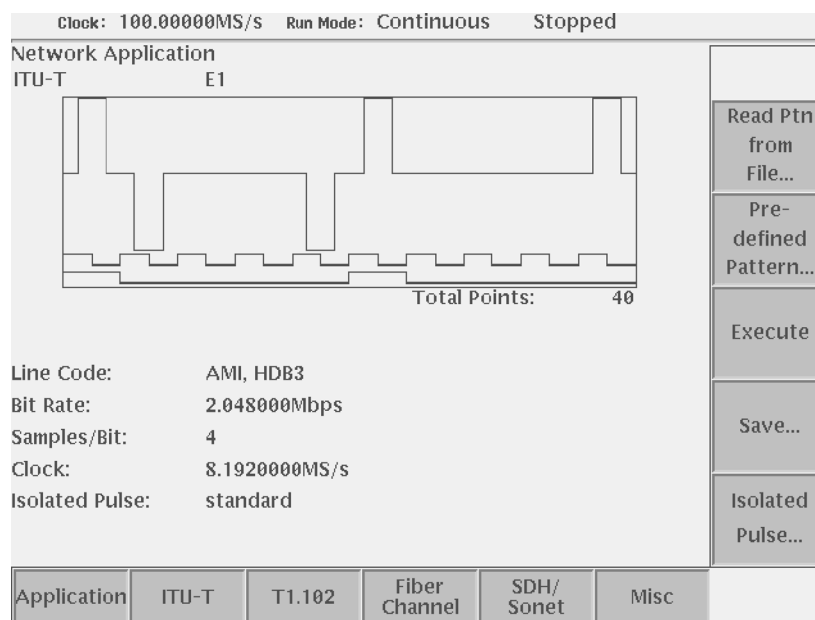 Clock: 100.00000MS/s Run Mode: Continuous Stopped
Network Application
ITU-T E1
Total Points: 40
Line Code: AMI, HDB3
Bit Rate: 2.048000Mbps
Samples/Bit: 4
Clock: 8.1920000MS/s
Isolated Pulse: standard
Read Ptn
from
File...
Pre-
defined
Pattern...
Execute
Save...
Isolated
Pulse...
Application
ITU-T
T1.102
Fiber
Channel
SDH/
Sonet
Misc